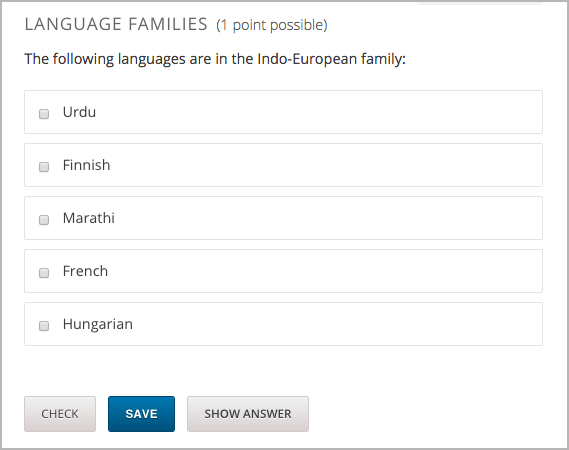 LANGUAGE FAMILIES (1 point possible)
The following languages are in the Indo-European family:
Urdu
Finnish
Marathi
French
Hungarian
CHECK SAVE SHOW ANSWER